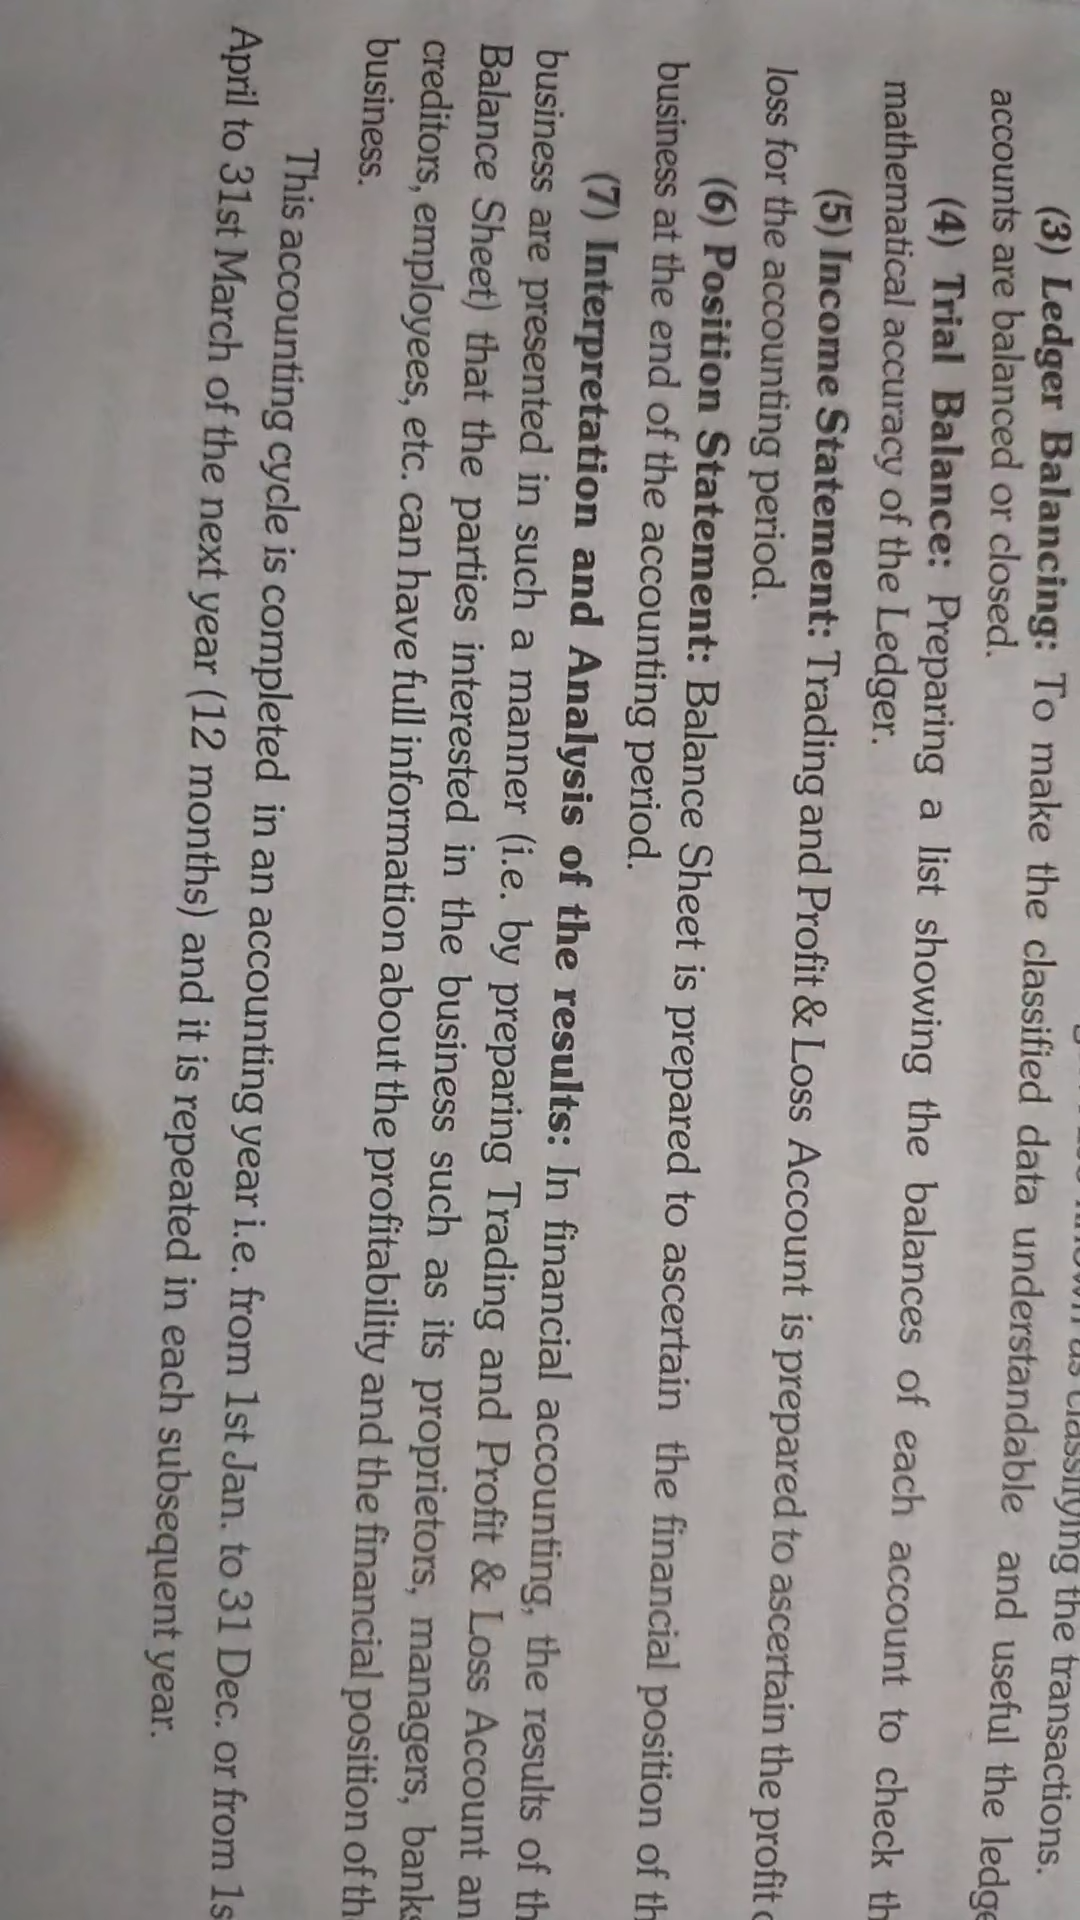 classifying the transactions.
(3) Ledger Balancing: To make the classified data understandable and useful the
accounts are balanced or closed.
(4) Trial Balance: Preparing a list showing the balances of each account to check
mathematical accuracy of the Ledger.
(5) Income Statement: Trading and Profit & Loss Account is prepared to ascertain the profit
loss for the accounting period.
(6) Position Statement: Balance Sheet is prepared to ascertain the financial position of
business at the end of the accounting period.
(7) Interpretation and Analysis of the results: In financial accounting, the results of
business are presented in such a manner (i.e. by preparing Trading and Profit & Loss Account
Balance Sheet) that the parties interested in the business such as its proprietors, managers,
creditors, employees, etc. can have full information about the profitability and the financial position of
business.
This accounting cycle is completed in an accounting year i.e. from 1st Jan. to 31 Dec. or from
April to 31st March of the next year (12 months) and it is repeated in each subsequent year.